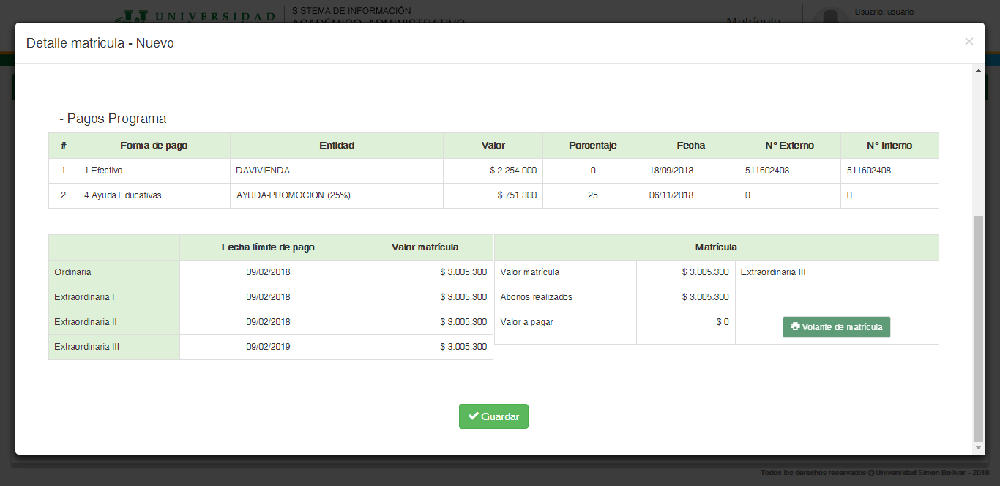 UNIVERSIDAD
SISTEMA DE INFORMACIÓN
ACADÉMICO, ADMINISTRATIVO
Matrícula
Usuario: usuario
Detalle matricula - Nuevo
×
- Pagos Programa
# Forma de pago Entidad Valor Porcentaje Fecha Nº Externo Nº Interno
1 1.Efectivo DAVIVIENDA $ 2.254.000 0 18/09/2018 511602408 511602408
2 4.Ayuda Educativas AYUDA-PROMOCION (25%) $ 751.300 25 06/11/2018 0 0
Fecha límite de pago Valor matrícula Matrícula
Ordinaria 09/02/2018 $ 3.005.300 Valor matrícula $ 3.005.300 Extraordinaria III
Extraordinaria I 09/02/2018 $ 3.005.300 Abonos realizados $ 3.005.300
Extraordinaria II 09/02/2018 $ 3.005.300 Valor a pagar $ 0 Volante de matrícula
Extraordinaria III 09/02/2019 $ 3.005.300
Guardar
Todos los derechos reservados © Universidad Simon Bolivar - 2018